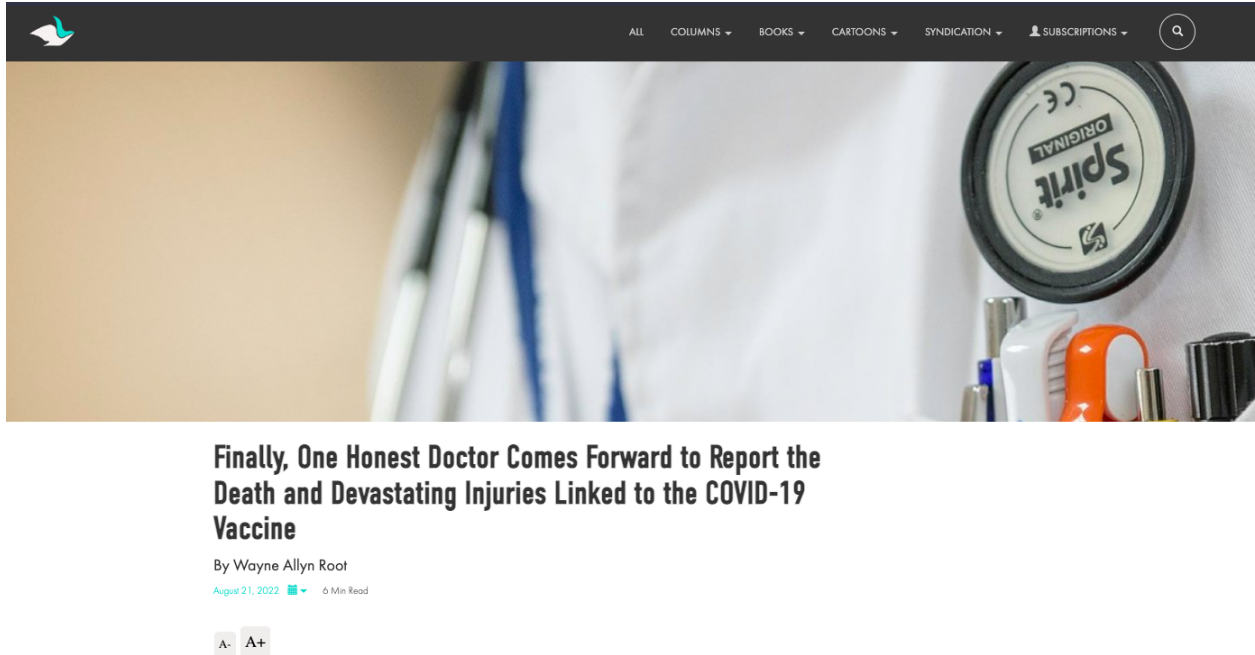 ALL COLUMNS BOOKS CARTOONS SYNDICATION SUBSCRIPTIONS
CE
ORIGINAL
Spirit®
Finally, One Honest Doctor Comes Forward to Report the
Death and Devastating Injuries Linked to the COVID-19
Vaccine
By Wayne Allyn Root
August 21, 2022 6 Min Read
A- A+